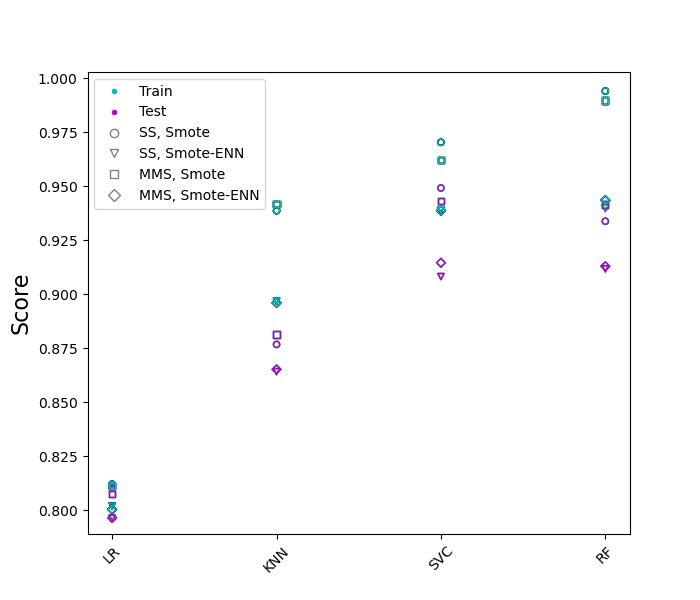 1.000
0.975
0.950
0.925
0.900
0.875
0.850
0.825
0.800
Score
Train
Test
SS, Smote
SS, Smote-ENN
MMS, Smote
MMS, Smote-ENN
LR
KNN
SVC
RF